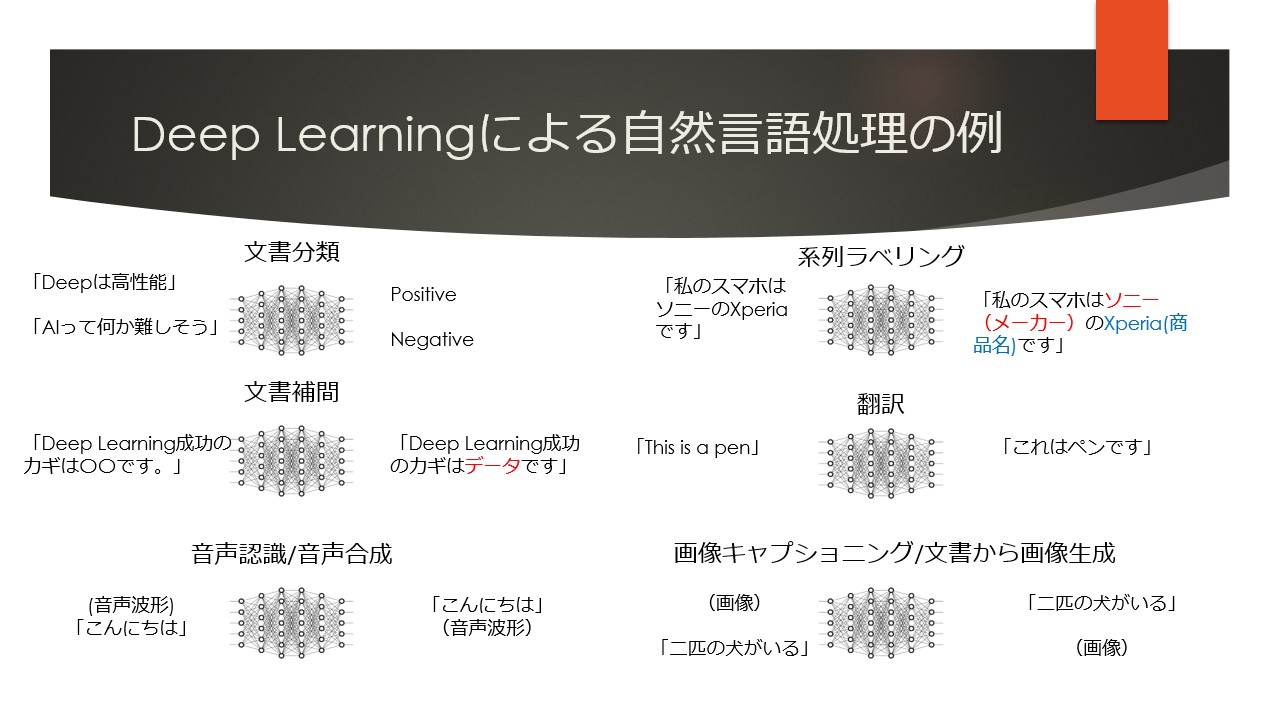 Deep Learningによる自然言語処理の例
文書分類
「Deepは高性能」
「AIって何か難しそう」
Positive
Negative
系列ラベリング
「私のスマホは
ソニーのXperia
です」
「私のスマホはソニー
（メーカー）のXperia(商
品名)です」
文書補間
「Deep Learning成功の
カギは〇〇です。」
「Deep Learning成功
のカギはデータです」
翻訳
「This is a pen」
「これはペンです」
音声認識/音声合成
(音声波形)
「こんにちは」
「こんにちは」
（音声波形）
画像キャプショニング/文書から画像生成
（画像）
「二匹の犬がいる」
「二匹の犬がいる」
（画像）